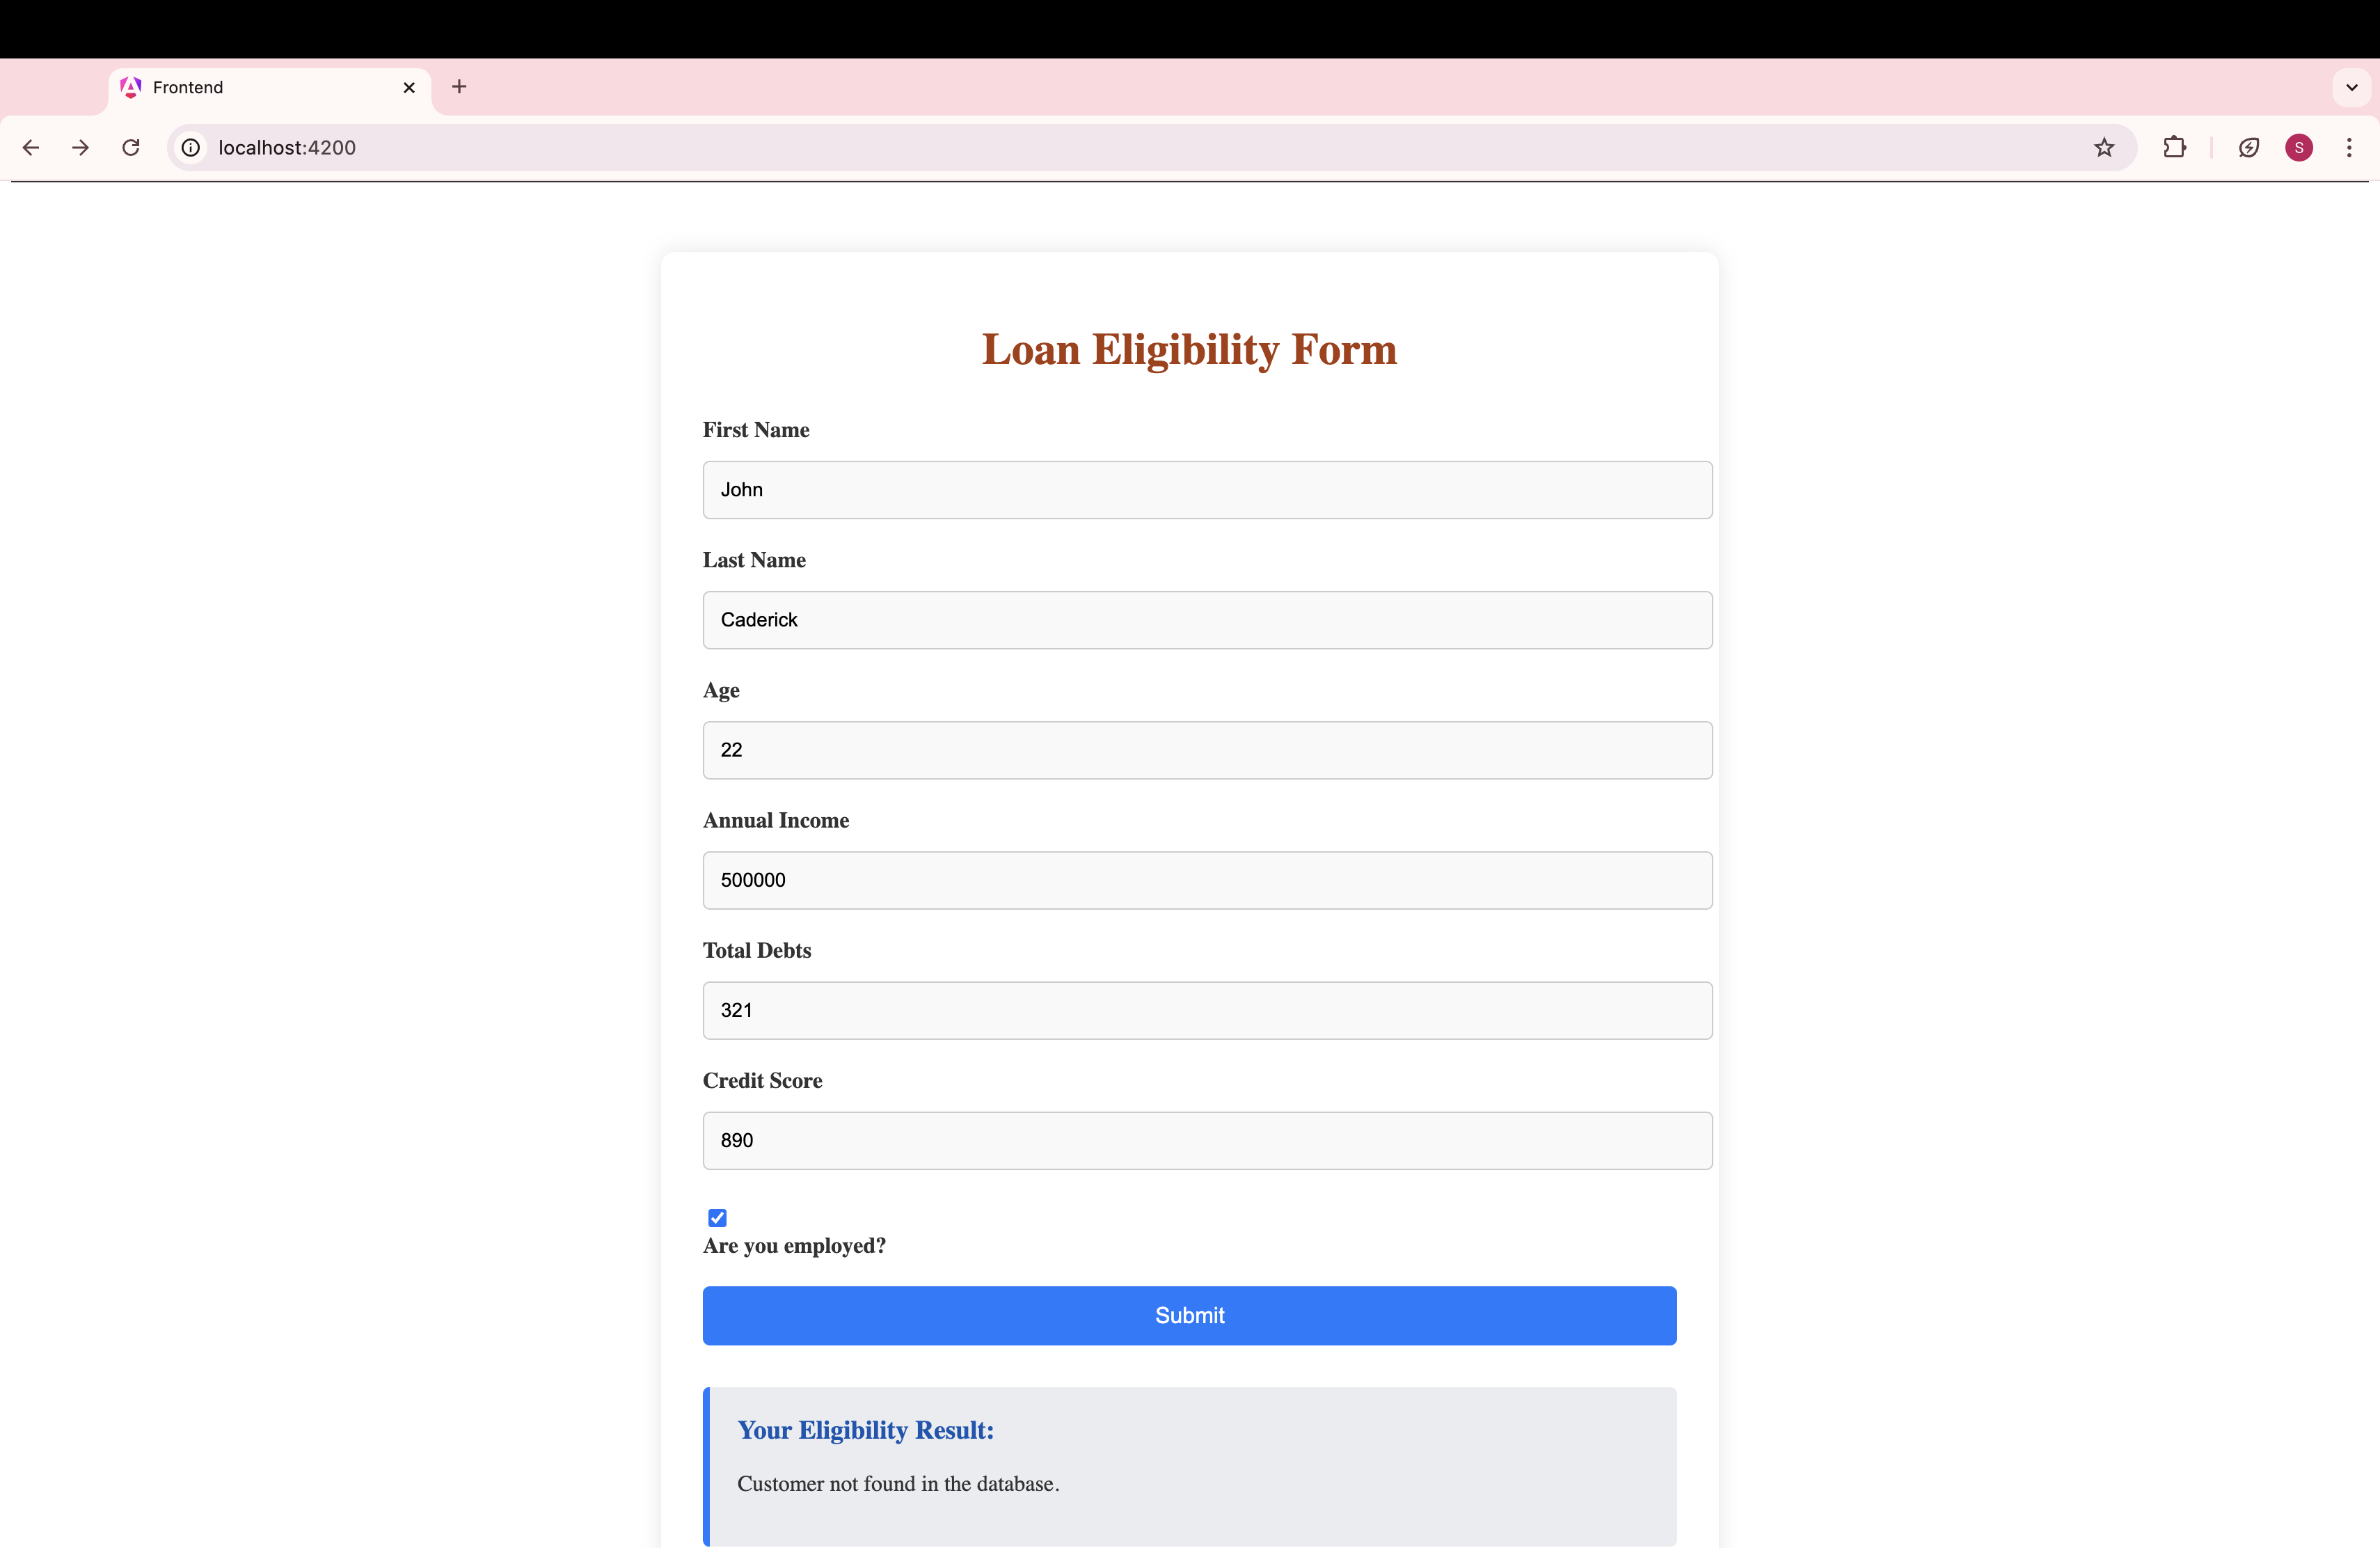 Frontend
localhost:4200
S
Loan Eligibility Form
First Name
John
Last Name
Caderick
Age
22
Annual Income
500000
Total Debts
321
Credit Score
890
Are you employed?
Submit
Your Eligibility Result:
Customer not found in the database.